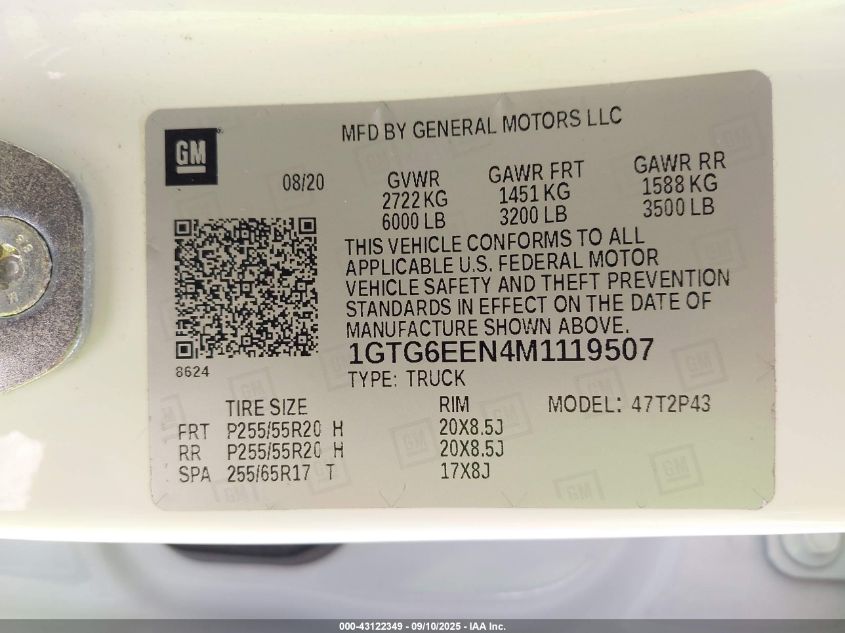 MFD BY GENERAL MOTORS LLC
GM
08/20
GVWR GAWR FRT GAWR RR
2722 KG 1451 KG 1588 KG
6000 LB 3200 LB 3500 LB
THIS VEHICLE CONFORMS TO ALL
APPLICABLE U.S. FEDERAL MOTOR
VEHICLE SAFETY AND THEFT PREVENTION
STANDARDS IN EFFECT ON THE DATE OF
MANUFACTURE SHOWN ABOVE.
1GTG6EEN4M1119507
8624
TYPE: TRUCK
TIRE SIZE RIM MODEL: 47T2P43
FRT P255/55R20 H 20X8.5J
RR P255/55R20 H 20X8.5J
SPA 255/65R17 T 17X8J
000-43122349 - 09/10/2025 - IAA Inc.